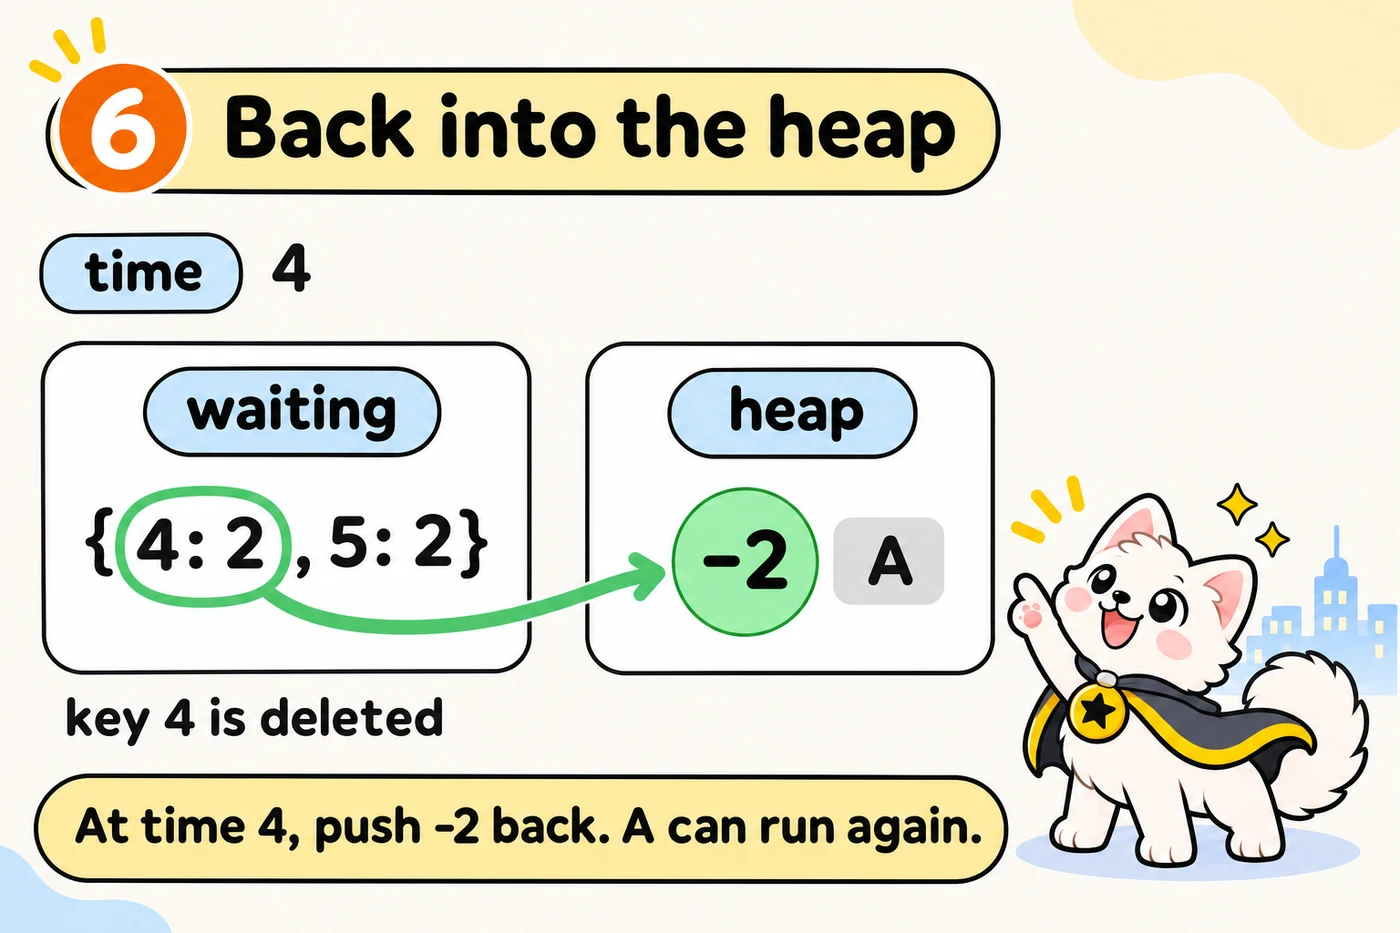 6 Back into the heap
time 4
waiting
heap
{4: 2, 5: 2}
-2 A
key 4 is deleted
At time 4, push -2 back. A can run again.